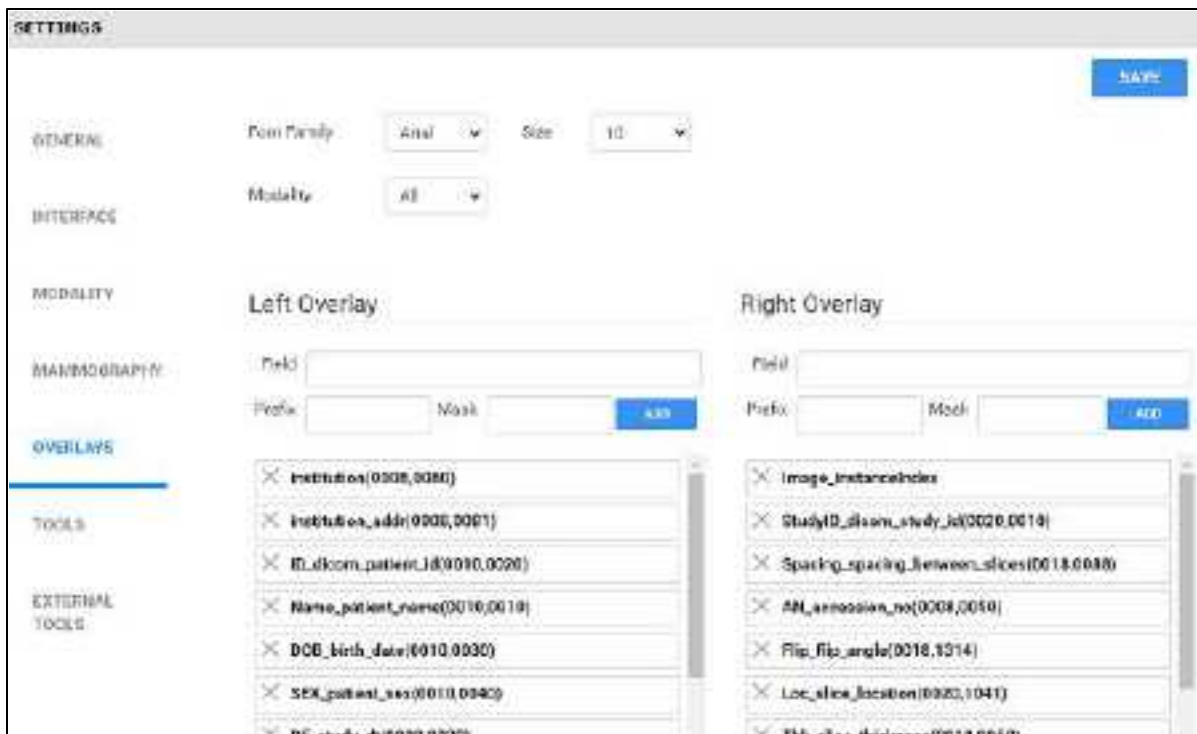 SETTINGS
SAVE
GENERAL
INTERFACE
MODALITY
MAMMOGRAPHY
OVERLAYS
TOOLS
EXTERNAL
TOOLS
Font Family Arial Size 10
Modality All
Left Overlay
Field
Prefix Mask ADD
institution(0008,0080)
institution_addr(0008,0081)
ID_dicom_patient_id(0010,0020)
Name_patient_name(0010,0010)
DOB_birth_date(0010,0030)
SEX_patient_sex(0010,0040)
Right Overlay
Field
Prefix Mask ADD
Image_instanceIndex
StudyID_dicom_study_id(0020,0010)
Spacing_spacing_between_slices(0018,0088)
AN_accession_no(0008,0050)
Flip_flip_angle(0018,1314)
Loc_slice_location(0020,1041)